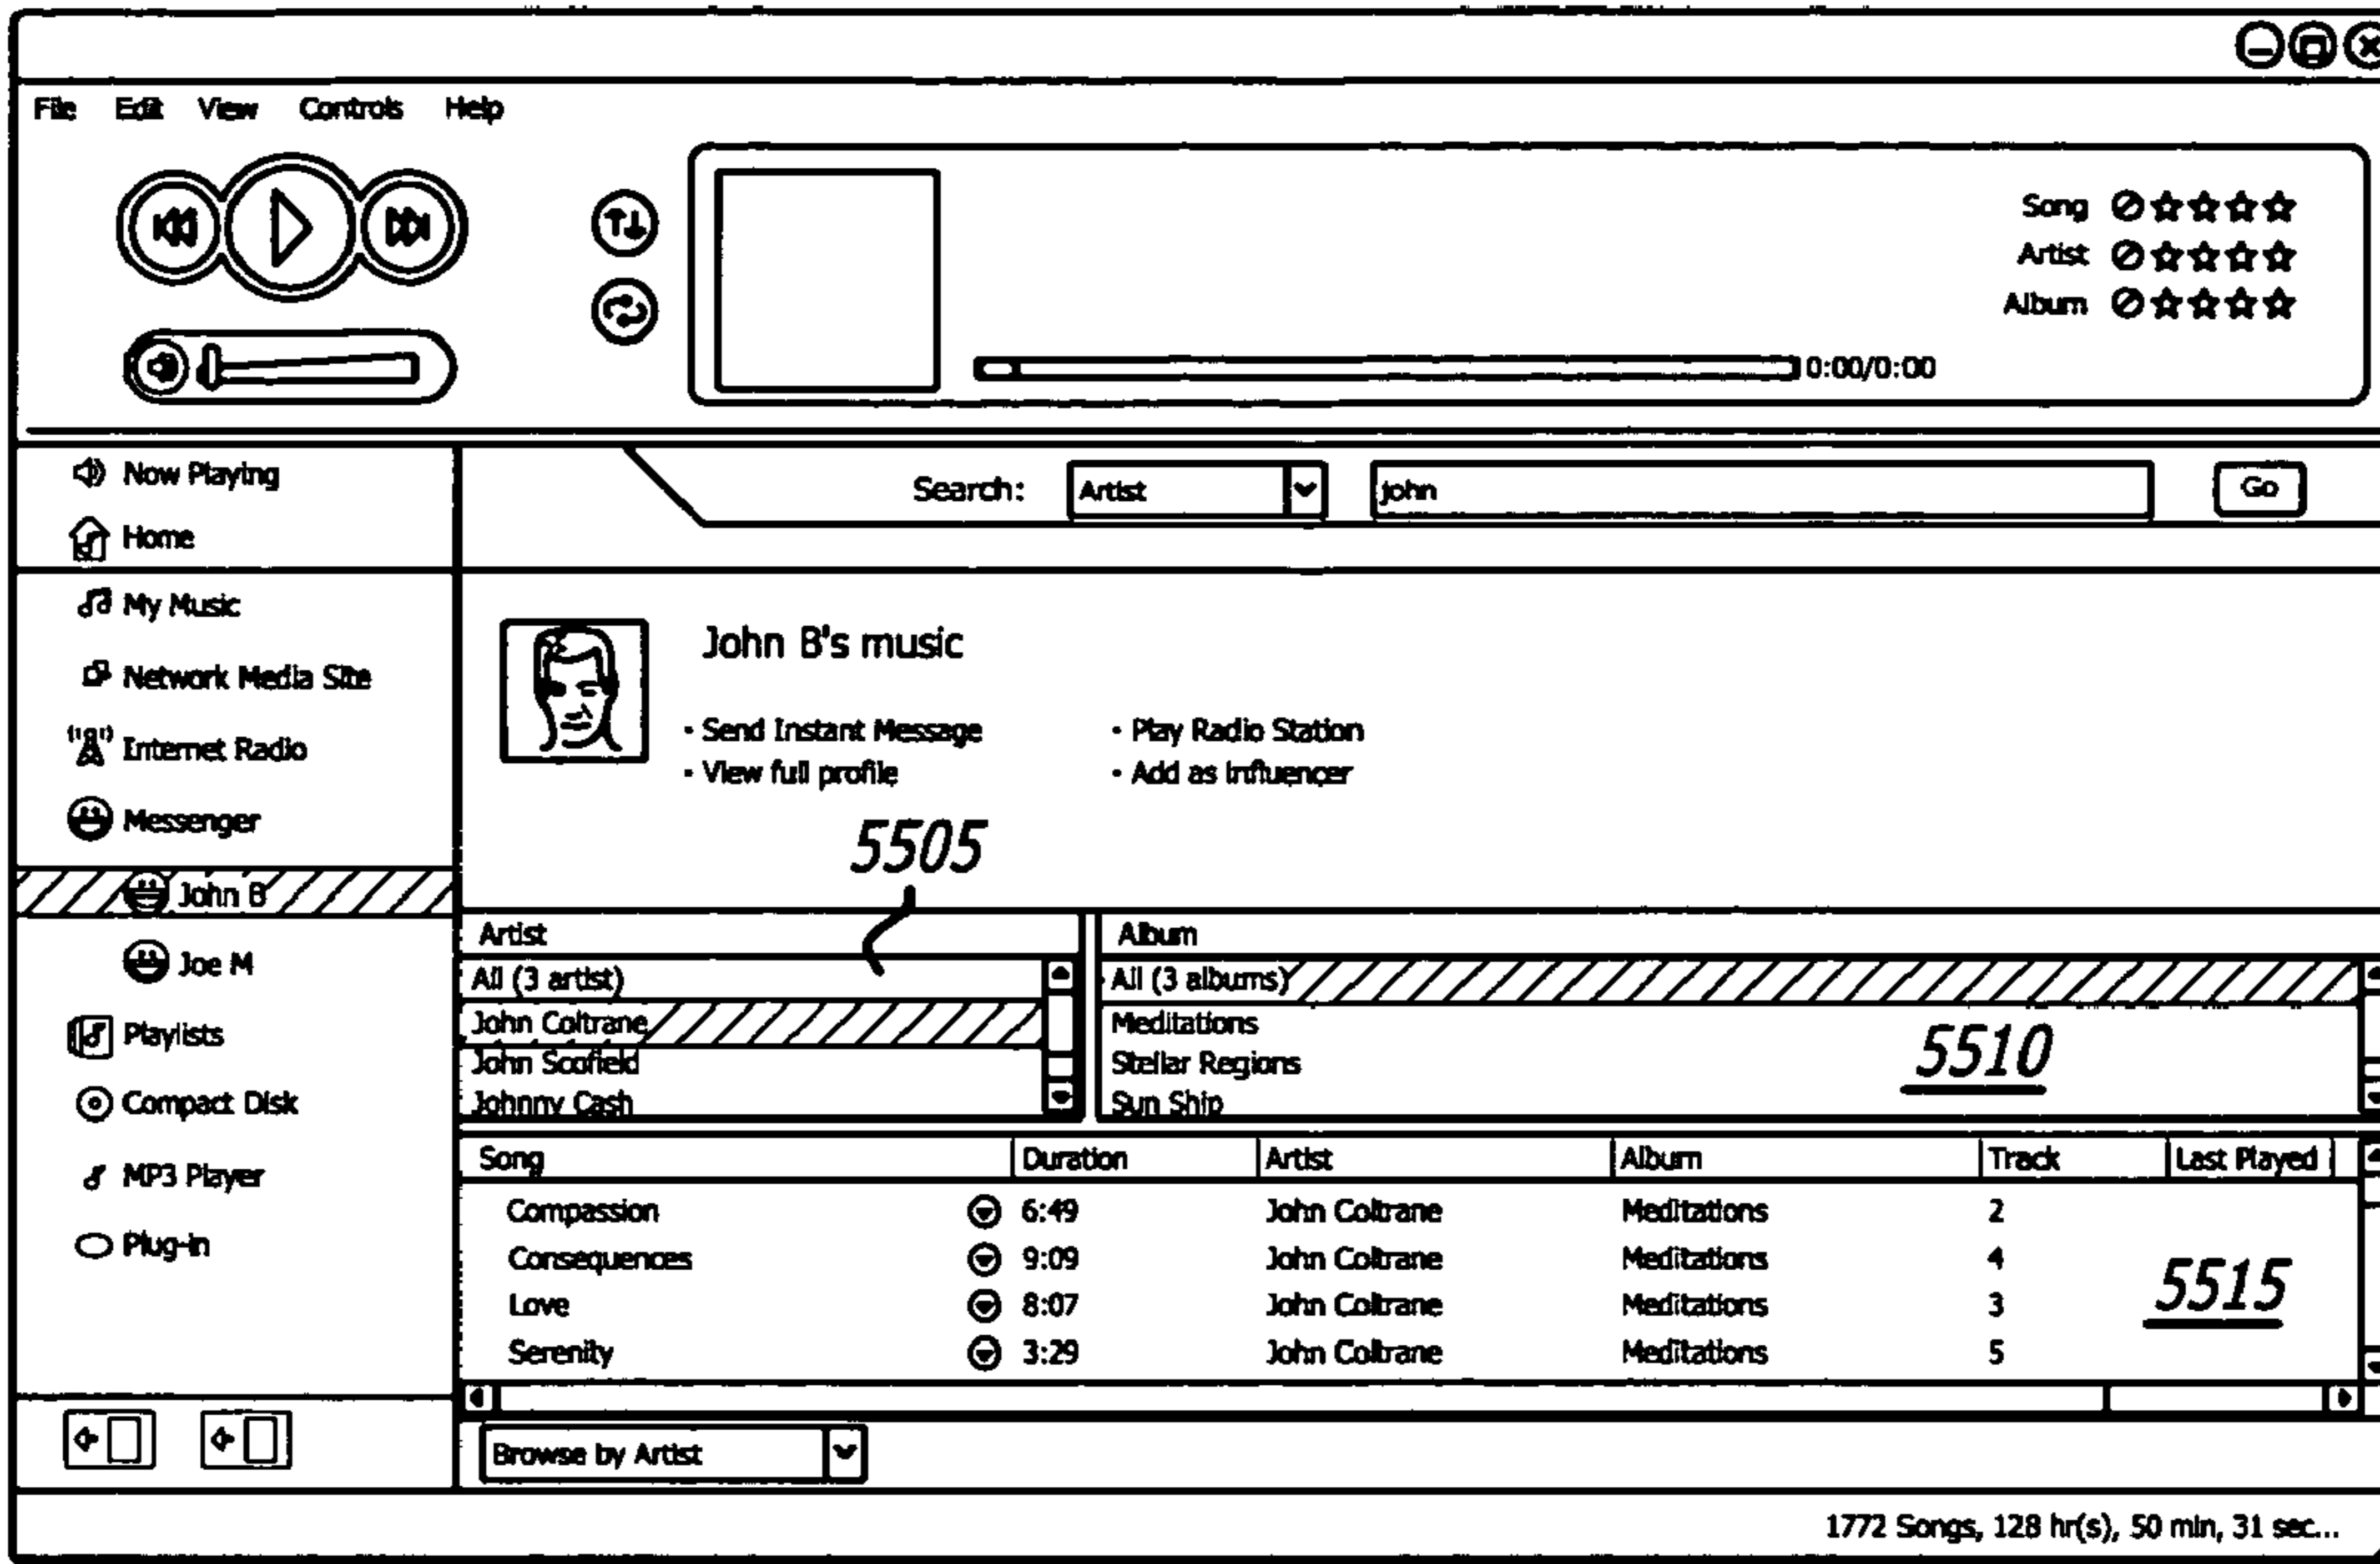 File Edit View Controls Help
Song
Artist
Album
0:00/0:00
Now Playing
Home
My Music
Network Media Site
Internet Radio
Messenger
John B
Joe M
Playlists
Compact Disk
MP3 Player
Plug-in
Search: Artist john Go
John B's music
· Send Instant Message · Play Radio Station
· View full profile · Add as Influencer
5505
Artist Album
All (3 artist) All (3 albums)
John Coltrane Meditations
John Scofield Stellar Regions
Johnny Cash Sun Ship
5510
Song Duration Artist Album Track Last Played
Compassion 6:49 John Coltrane Meditations 2
Consequences 9:09 John Coltrane Meditations 4
Love 8:07 John Coltrane Meditations 3
Serenity 3:29 John Coltrane Meditations 5
5515
Browse by Artist
1772 Songs, 128 hr(s), 50 min, 31 sec...